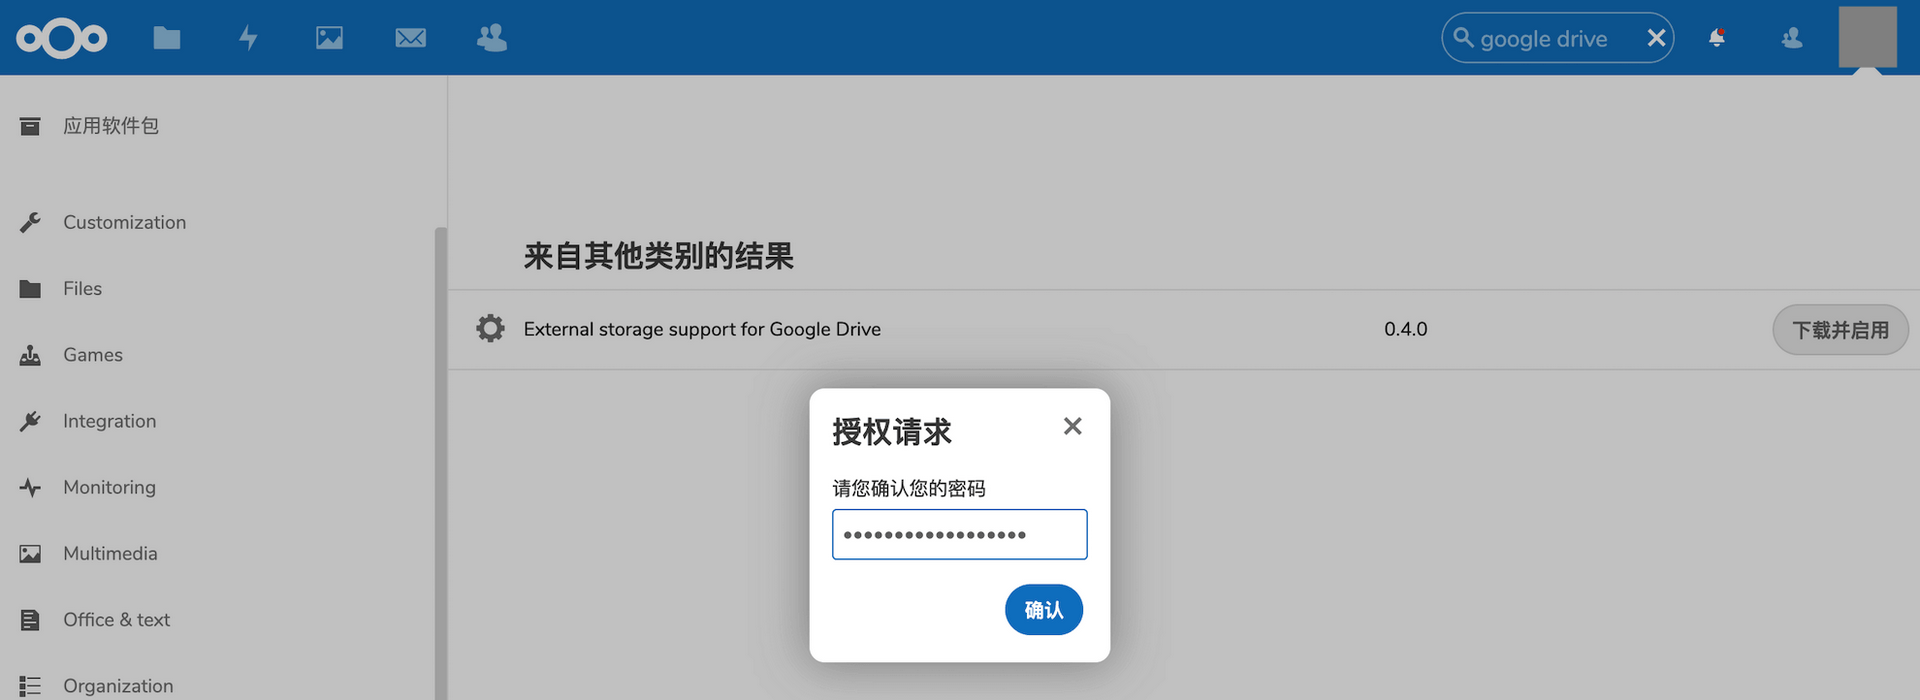 google drive
应用软件包
Customization
Files
Games
Integration
Monitoring
Multimedia
Office & text
Organization
来自其他类别的结果
External storage support for Google Drive
0.4.0
下载并启用
授权请求
请您确认您的密码
确认